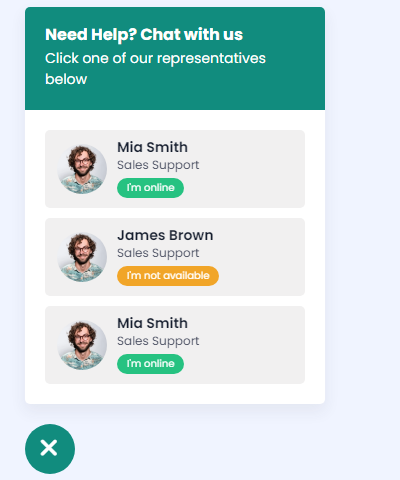 Need Help? Chat with us
Click one of our representatives
below
Mia Smith
Sales Support
I'm online
James Brown
Sales Support
I'm not available
Mia Smith
Sales Support
I'm online